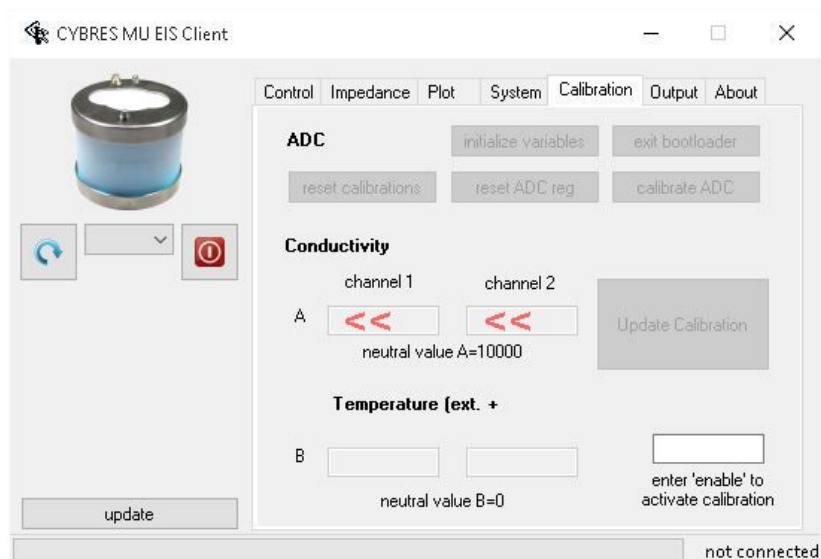 CYBRES MU EIS Client
Control Impedance Plot System Calibration Output About
ADC
initialize variables
exit bootloader
reset calibrations
reset ADC reg
calibrate ADC
Conductivity
channel 1
channel 2
A
<<
<<
Update Calibration
neutral value A=10000
Temperature (ext. +
B
neutral value B=0
enter 'enable' to
activate calibration
update
not connected